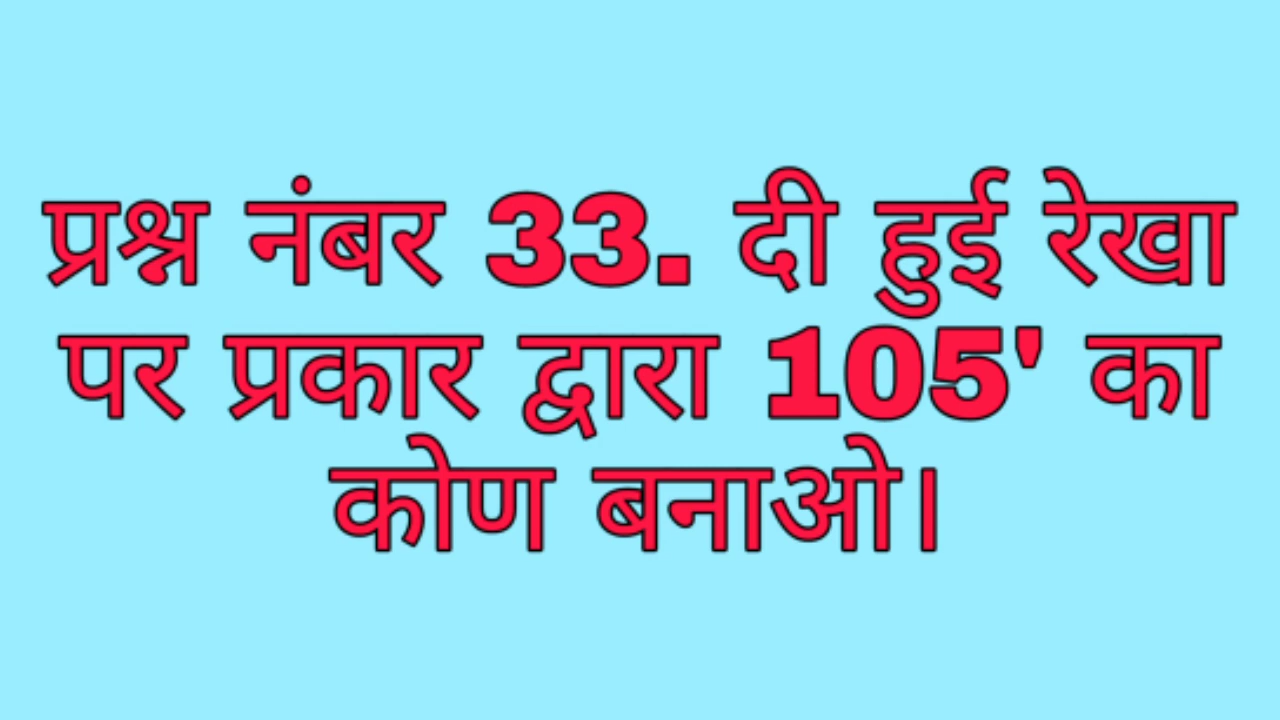 प्रश्न नंबर 33. दी हुई रेखा
पर प्रकार द्वारा 105' का
कोण बनाओ।